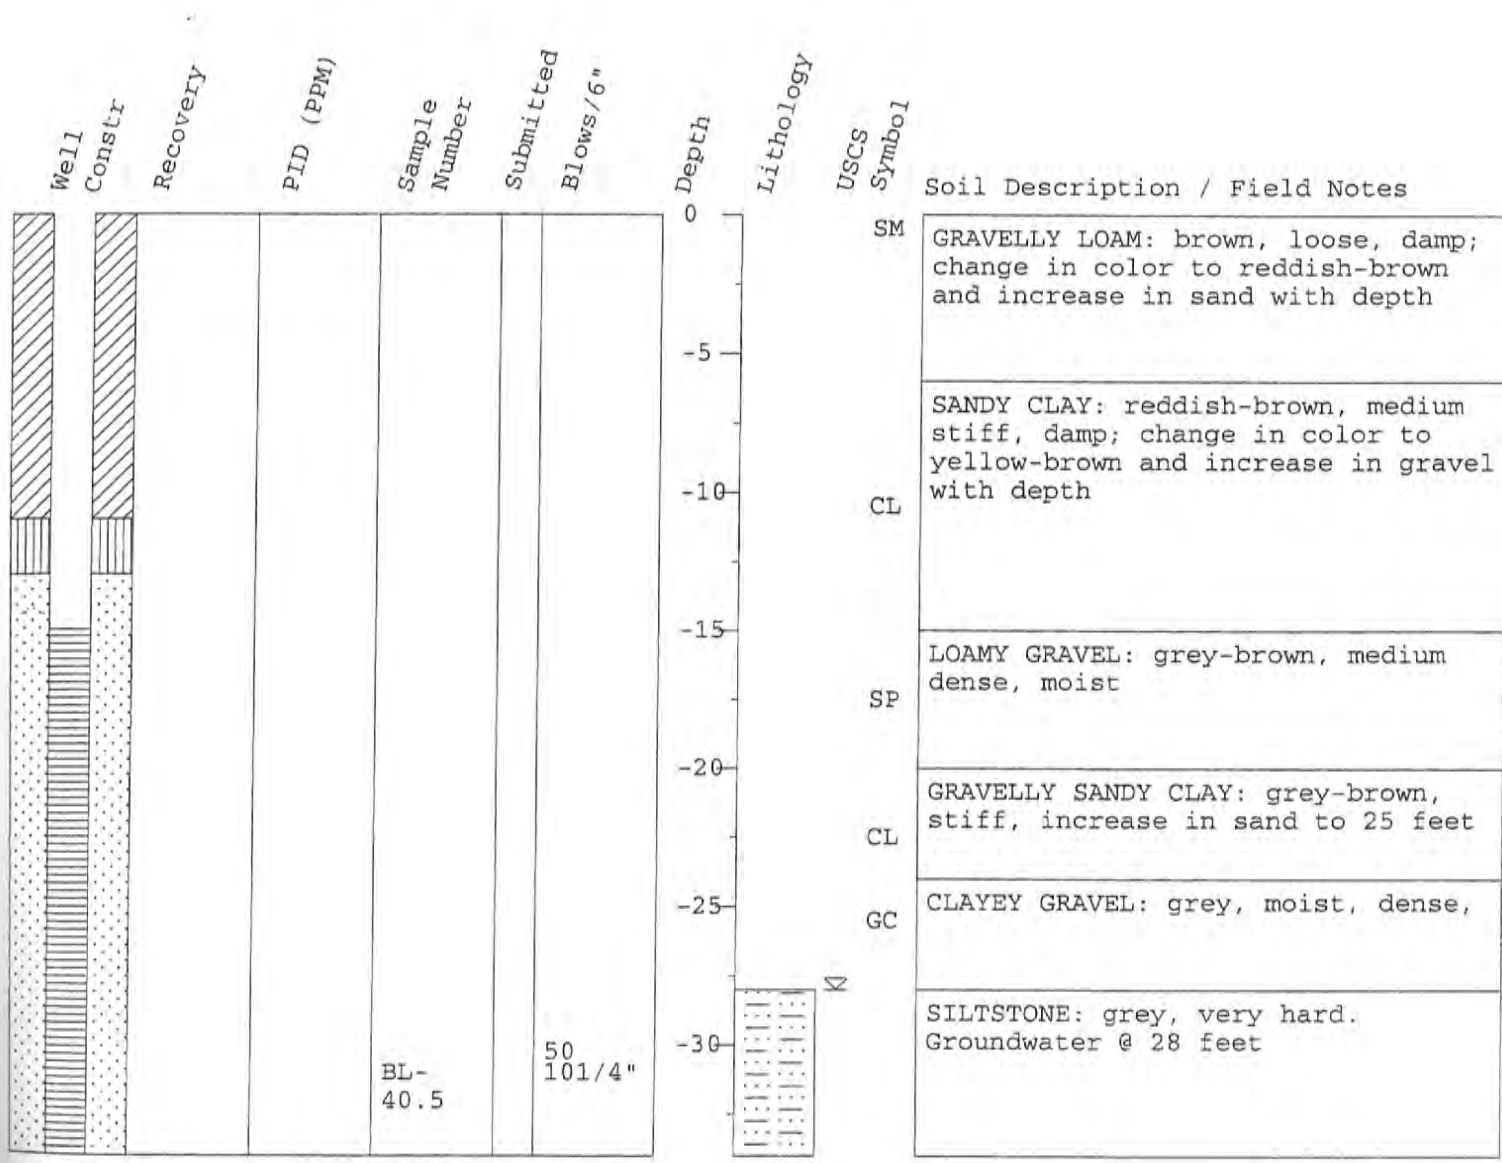 Well
Constr
Recovery
PID (PPM)
Sample
Number
Submitted
Blows/6"
Depth
Lithology
USCS
Symbol
Soil Description / Field Notes
0
SM
GRAVELLY LOAM: brown, loose, damp;
change in color to reddish-brown
and increase in sand with depth
-5
SANDY CLAY: reddish-brown, medium
stiff, damp; change in color to
yellow-brown and increase in gravel
with depth
-10
CL
-15
LOAMY GRAVEL: grey-brown, medium
dense, moist
SP
-20
GRAVELLY SANDY CLAY: grey-brown,
stiff, increase in sand to 25 feet
CL
-25
GC
CLAYEY GRAVEL: grey, moist, dense,
SILTSTONE: grey, very hard.
Groundwater @ 28 feet
-30
BL-
40.5
50
101/4"